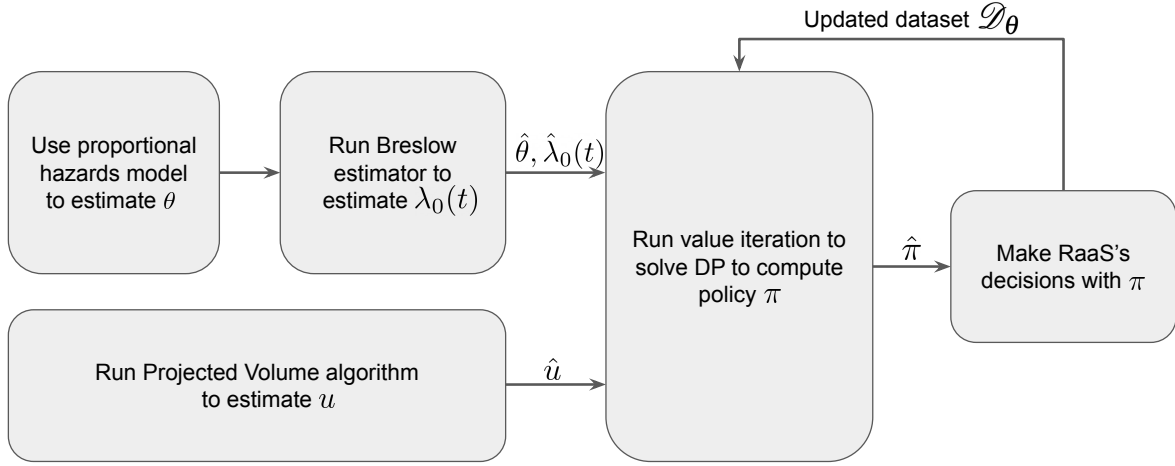 Updated dataset 𝒟_θ
Use proportional
hazards model
to estimate θ
Run Breslow
estimator to
estimate λ₀(t)
θ̂, λ̂₀(t)
Run value iteration to
solve DP to compute
policy π
π̂
Make RaaS's
decisions with π
Run Projected Volume algorithm
to estimate u
û